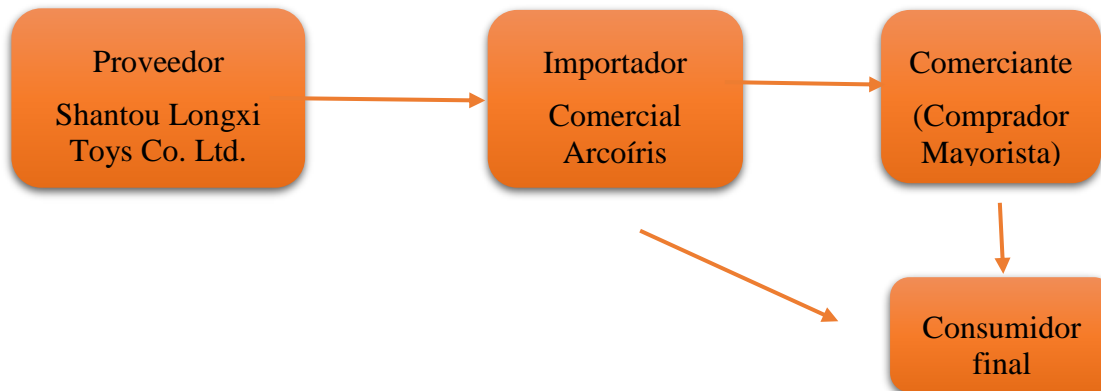 Proveedor
Shantou Longxi
Toys Co. Ltd.
Importador
Comercial
Arcoíris
Comerciante
(Comprador
Mayorista)
Consumidor
final